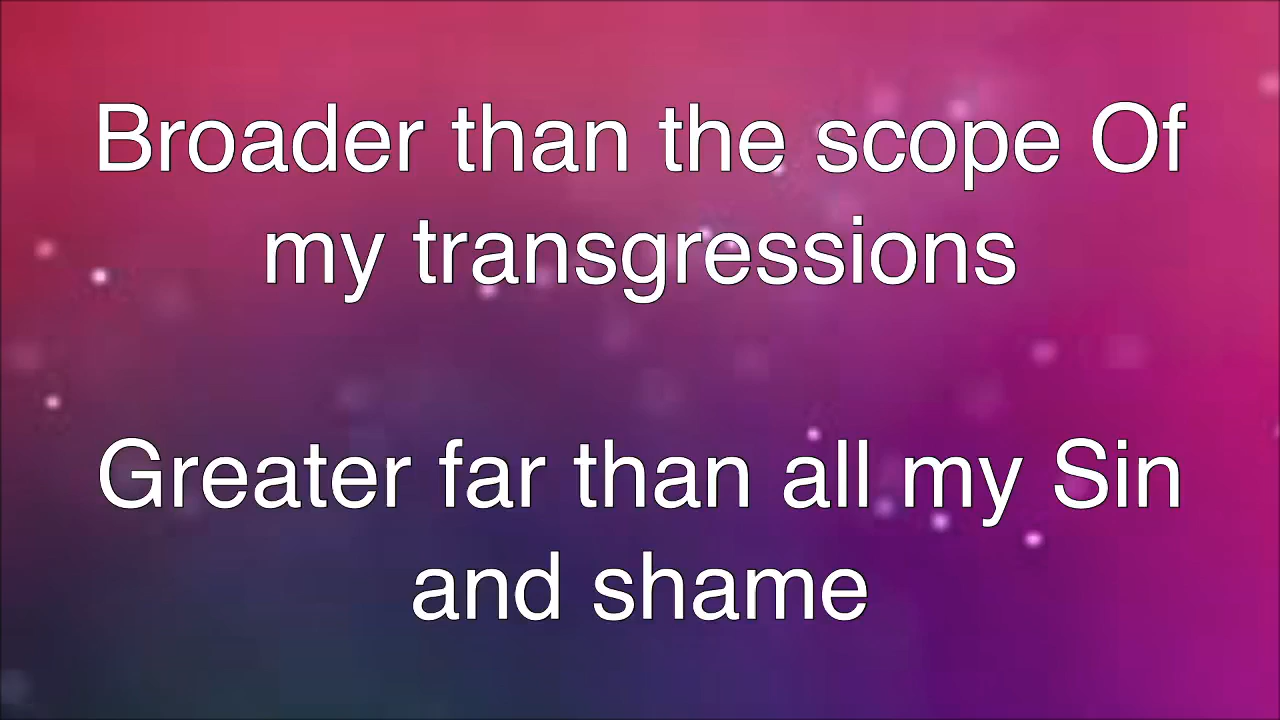 Broader than the scope Of
my transgressions
Greater far than all my Sin
and shame